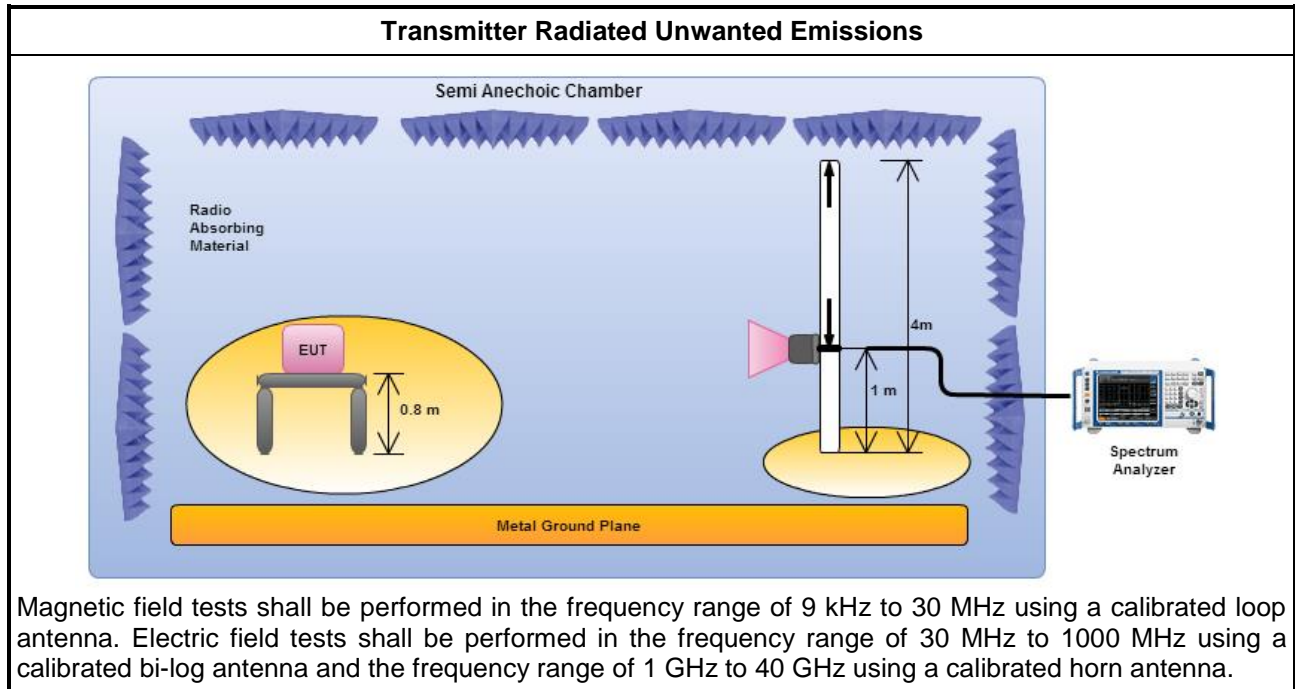 Transmitter Radiated Unwanted Emissions
Semi Anechoic Chamber
Radio
Absorbing
Material
EUT
0.8 m
4m
1 m
Spectrum
Analyzer
Metal Ground Plane
Magnetic field tests shall be performed in the frequency range of 9 kHz to 30 MHz using a calibrated loop
antenna. Electric field tests shall be performed in the frequency range of 30 MHz to 1000 MHz using a
calibrated bi-log antenna and the frequency range of 1 GHz to 40 GHz using a calibrated horn antenna.